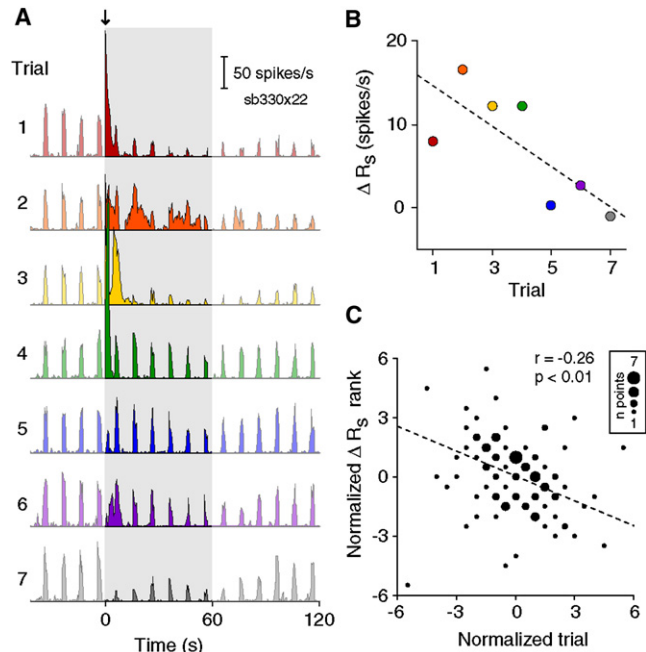 A
Trial
50 spikes/s
sb330x22
1
2
3
4
5
6
7
0
60
120
Time (s)
B
Δ RS (spikes/s)
20
10
0
1
3
5
7
Trial
C
r = -0.26
p < 0.01
7
n points
1
Normalized Δ RS rank
6
3
0
-3
-6
-6
-3
0
3
6
Normalized trial